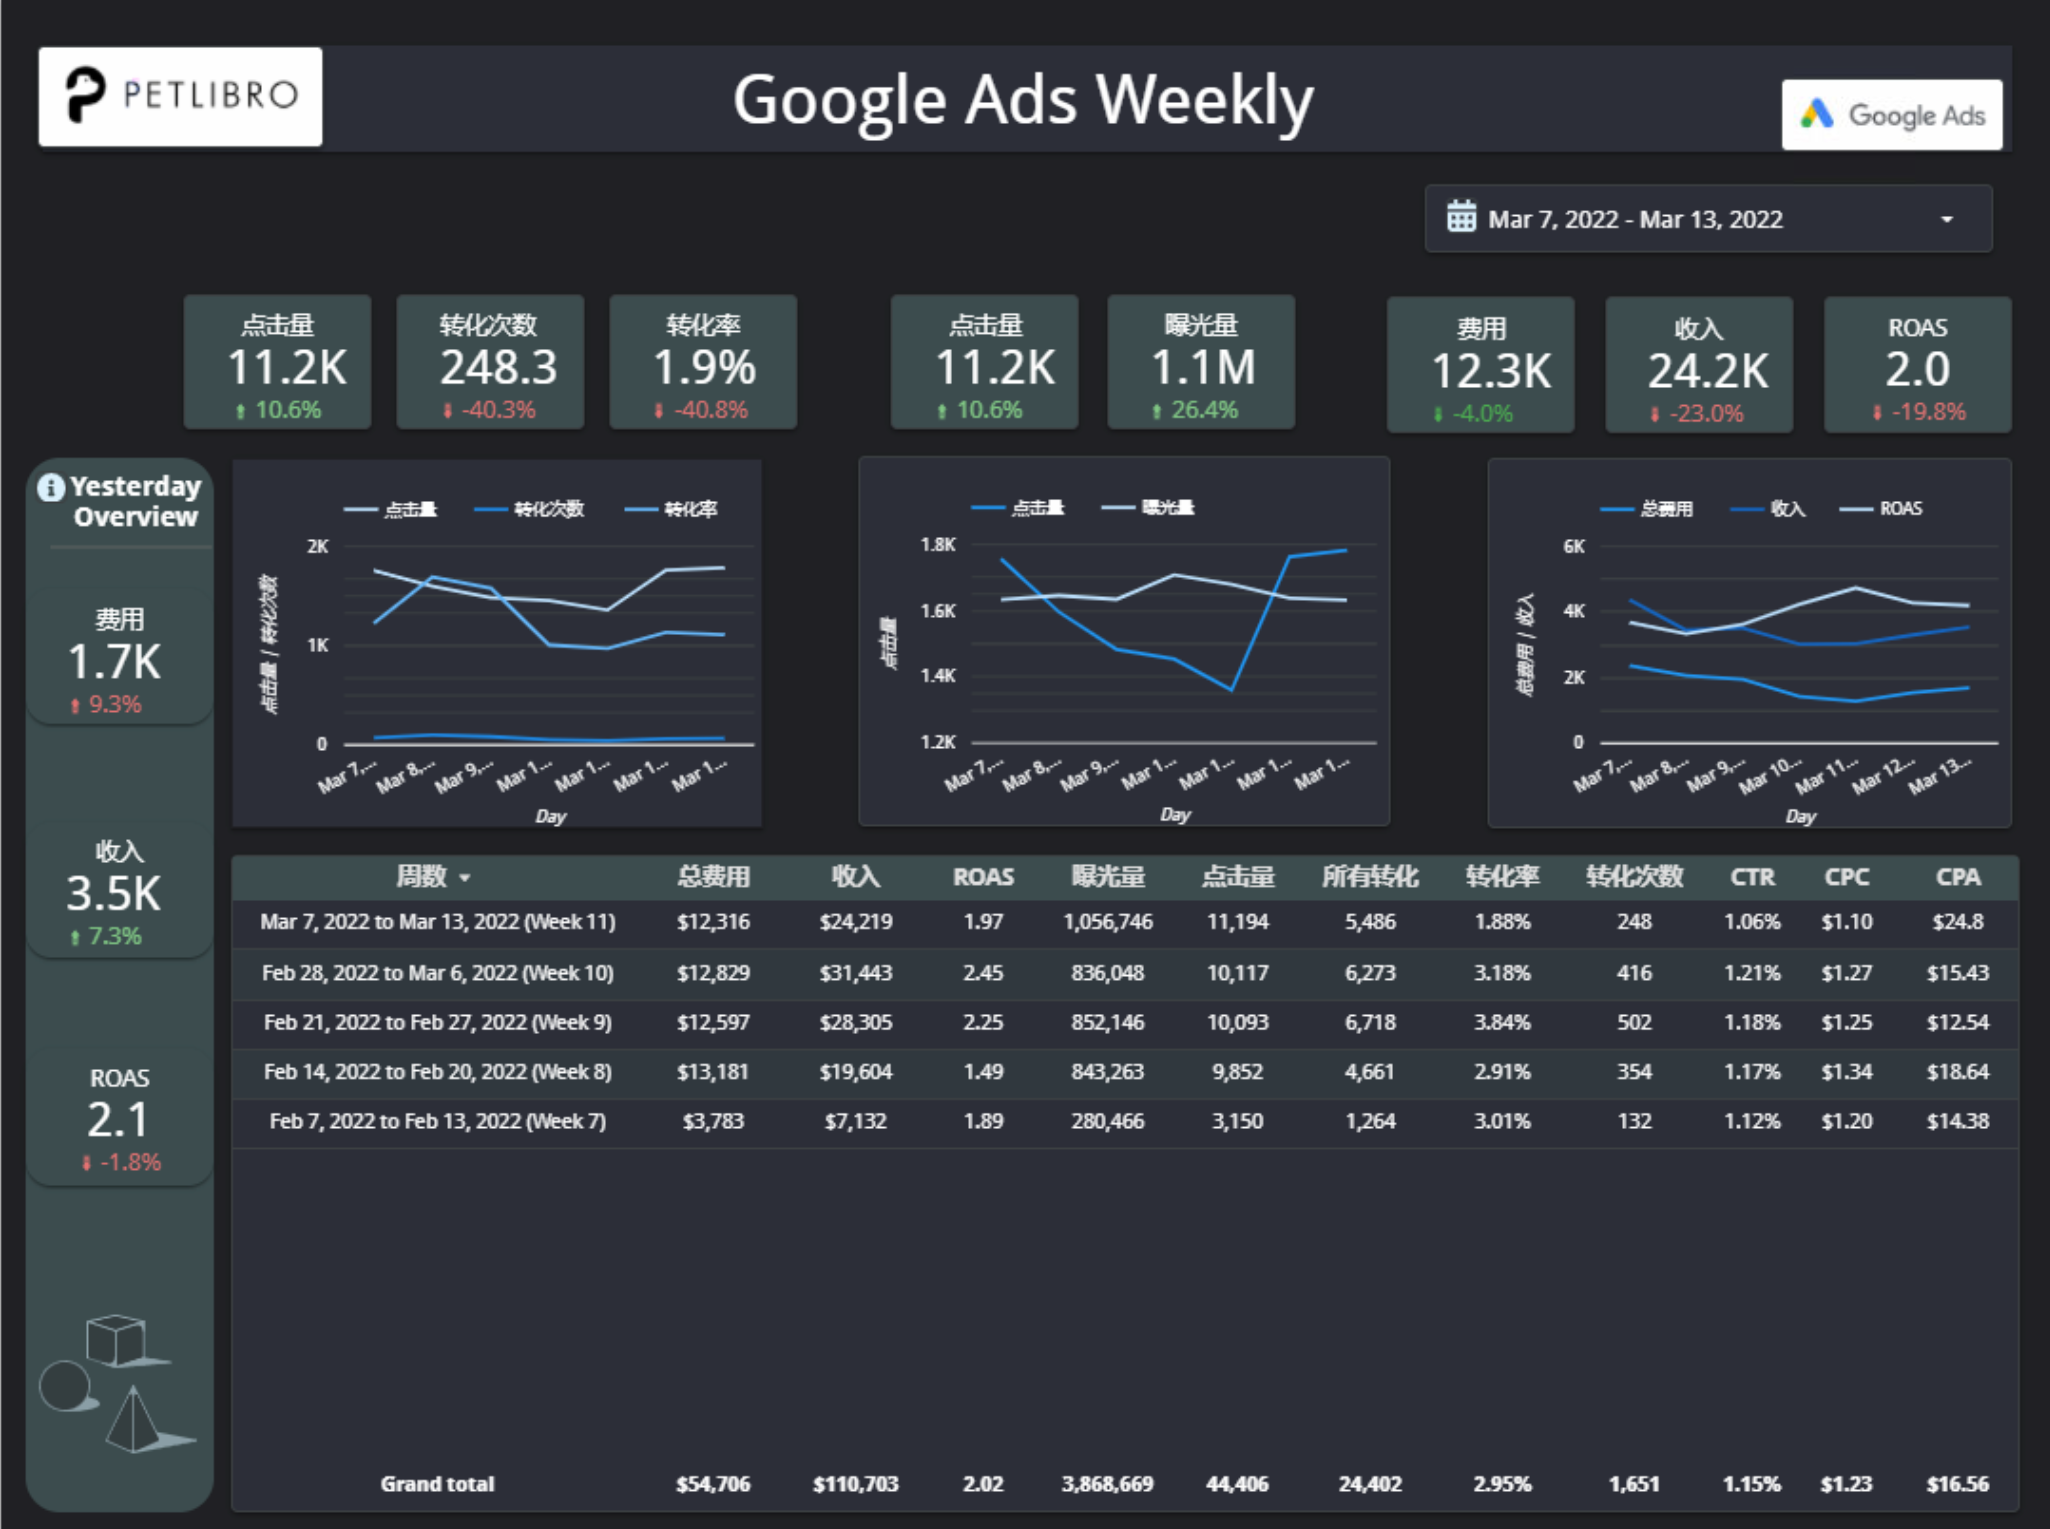 PETLIBRO
Google Ads Weekly
Google Ads
Mar 7, 2022 - Mar 13, 2022
点击量
11.2K
10.6%
转化次数
248.3
-40.3%
转化率
1.9%
-40.8%
点击量
11.2K
10.6%
曝光量
1.1M
26.4%
费用
12.3K
-4.0%
收入
24.2K
-23.0%
ROAS
2.0
-19.8%
Yesterday
Overview
费用
1.7K
9.3%
收入
3.5K
7.3%
ROAS
2.1
-1.8%
点击量 转化次数 转化率
点击量 | 转化次数
2K
1K
0
Mar 7,... Mar 8,... Mar 9,... Mar 1... Mar 1... Mar 1... Mar 1...
Day
点击量 曝光量
点击量
1.8K
1.6K
1.4K
1.2K
Mar 7,... Mar 8,... Mar 9,... Mar 1... Mar 1... Mar 1... Mar 1...
Day
总费用 收入 ROAS
总费用 | 收入
6K
4K
2K
0
Mar 7,... Mar 8,... Mar 9,... Mar 10... Mar 11... Mar 12... Mar 13...
Day
周数 总费用 收入 ROAS 曝光量 点击量 所有转化 转化率 转化次数 CTR CPC CPA
Mar 7, 2022 to Mar 13, 2022 (Week 11) $12,316 $24,219 1.97 1,056,746 11,194 5,486 1.88% 248 1.06% $1.10 $24.8
Feb 28, 2022 to Mar 6, 2022 (Week 10) $12,829 $31,443 2.45 836,048 10,117 6,273 3.18% 416 1.21% $1.27 $15.43
Feb 21, 2022 to Feb 27, 2022 (Week 9) $12,597 $28,305 2.25 852,146 10,093 6,718 3.84% 502 1.18% $1.25 $12.54
Feb 14, 2022 to Feb 20, 2022 (Week 8) $13,181 $19,604 1.49 843,263 9,852 4,661 2.91% 354 1.17% $1.34 $18.64
Feb 7, 2022 to Feb 13, 2022 (Week 7) $3,783 $7,132 1.89 280,466 3,150 1,264 3.01% 132 1.12% $1.20 $14.38
Grand total $54,706 $110,703 2.02 3,868,669 44,406 24,402 2.95% 1,651 1.15% $1.23 $16.56